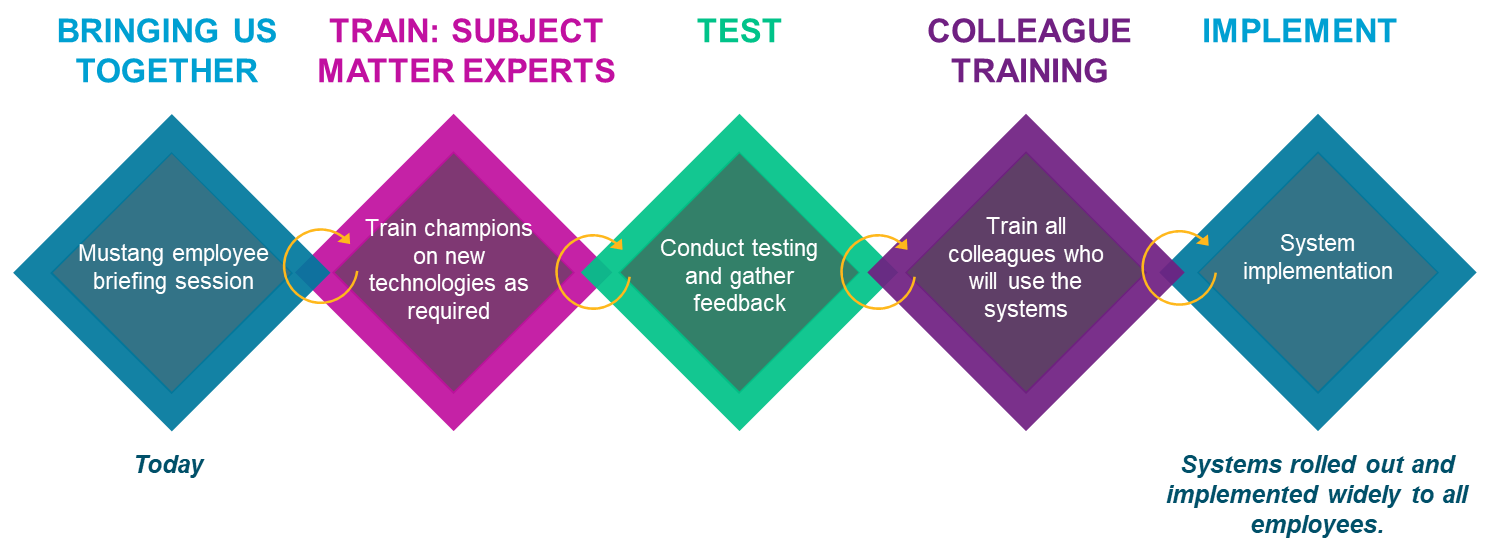 BRINGING US
TOGETHER
TRAIN: SUBJECT
MATTER EXPERTS
TEST
COLLEAGUE
TRAINING
IMPLEMENT
Mustang employee
briefing session
Train champions
on new
technologies as
required
Conduct testing
and gather
feedback
Train all
colleagues who
will use the
systems
System
implementation
Today
Systems rolled out and
implemented widely to all
employees.